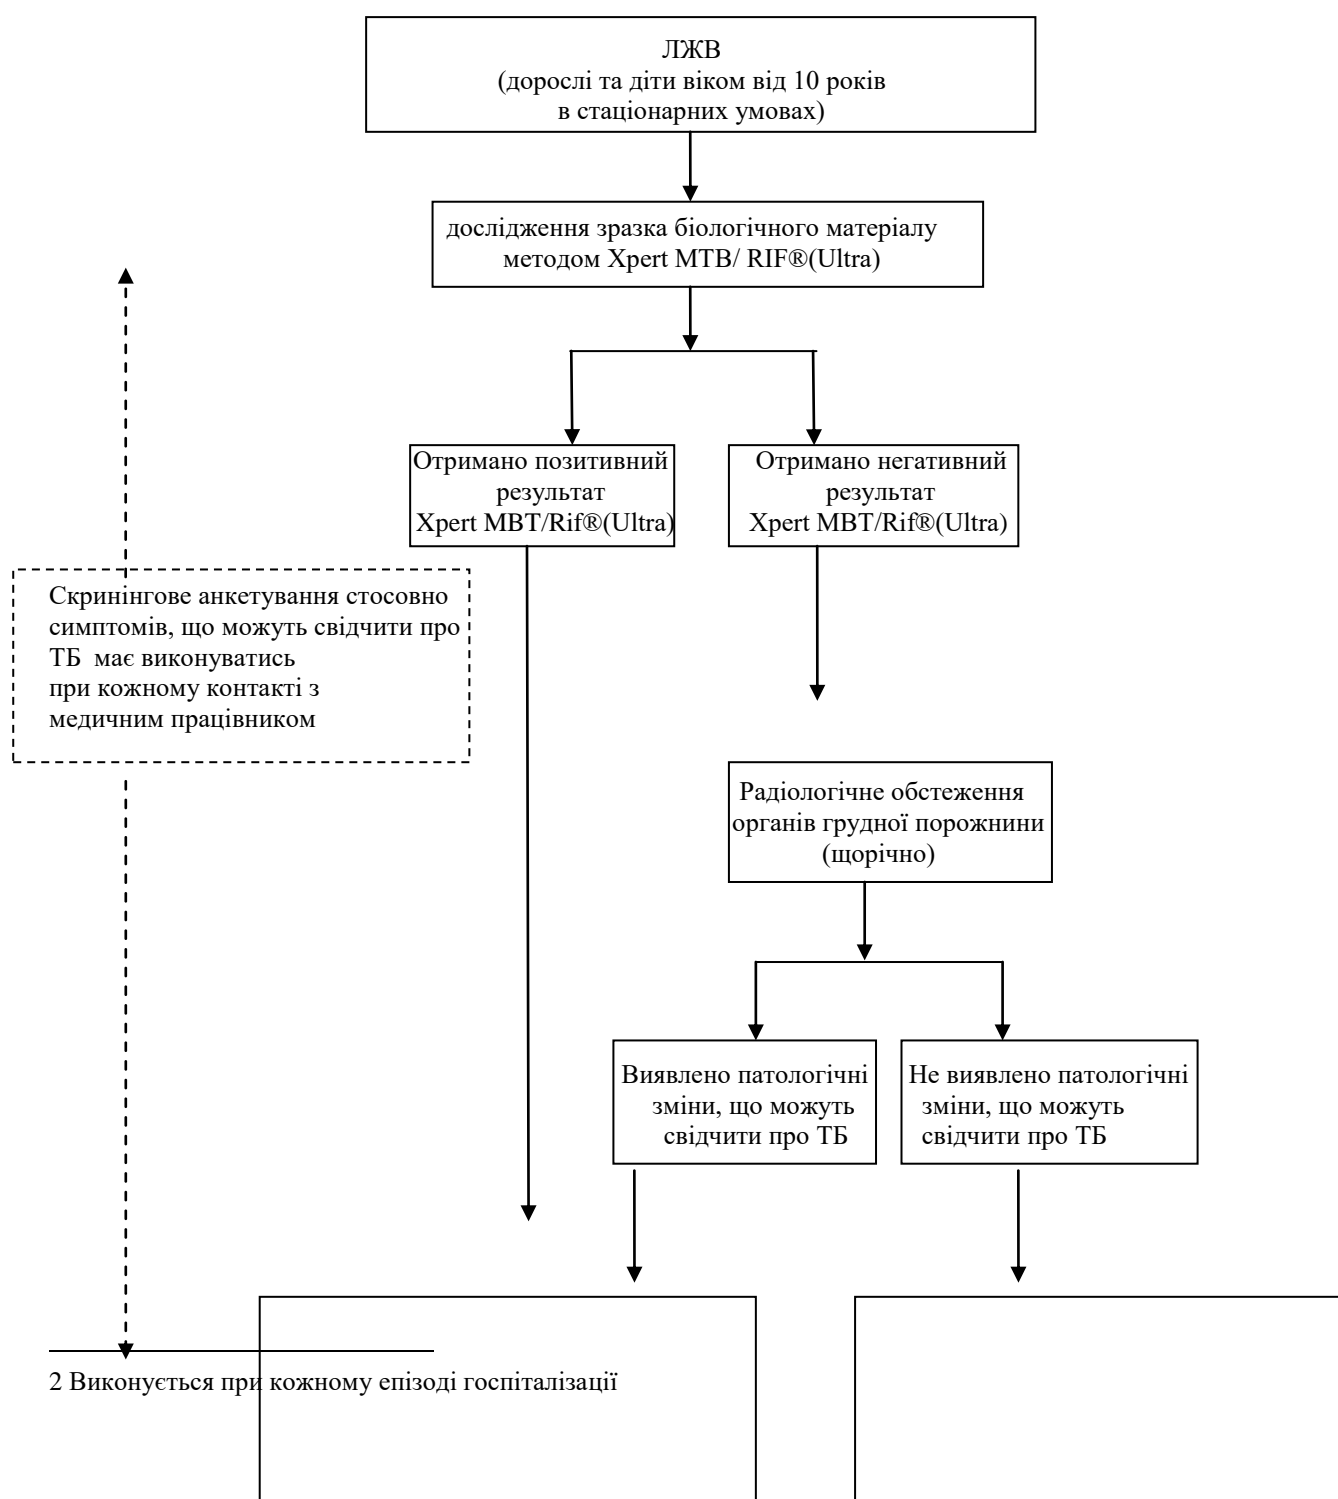 ЛЖВ
(дорослі та діти віком від 10 років
в стаціонарних умовах)
дослідження зразка біологічного матеріалу
методом Xpert MTB/ RIF®(Ultra)
Отримано позитивний
результат
Xpert MBT/Rif®(Ultra)
Отримано негативний
результат
Xpert MBT/Rif®(Ultra)
Скринінгове анкетування стосовно
симптомів, що можуть свідчити про
ТБ  має виконуватись
при кожному контакті з
медичним працівником
Радіологічне обстеження
органів грудної порожнини
(щорічно)
Виявлено патологічні
зміни, що можуть
свідчити про ТБ
Не виявлено патологічні
зміни, що можуть
свідчити про ТБ
2 Виконується при кожному епізоді госпіталізації